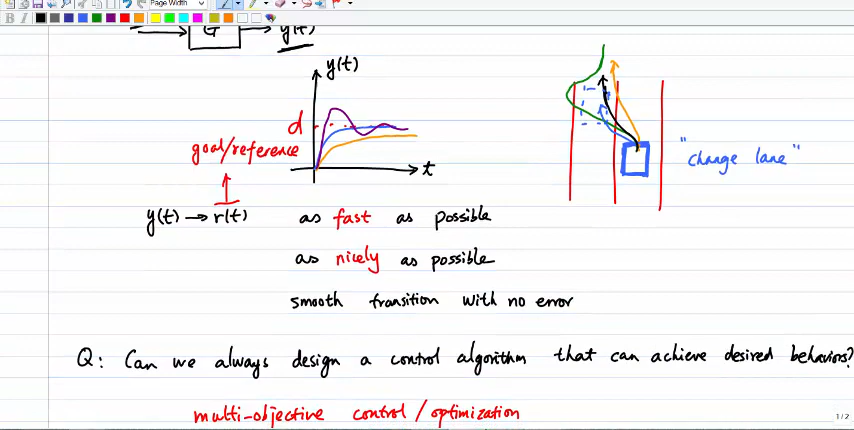 Page Width
B I
G
y(t)
y(t)
d
goal/reference
t
"change lane"
y(t) → r(t)
as fast as possible
as nicely as possible
smooth transition with no error
Q: Can we always design a control algorithm that can achieve desired behaviors?
multi-objective control / optimization
1/2